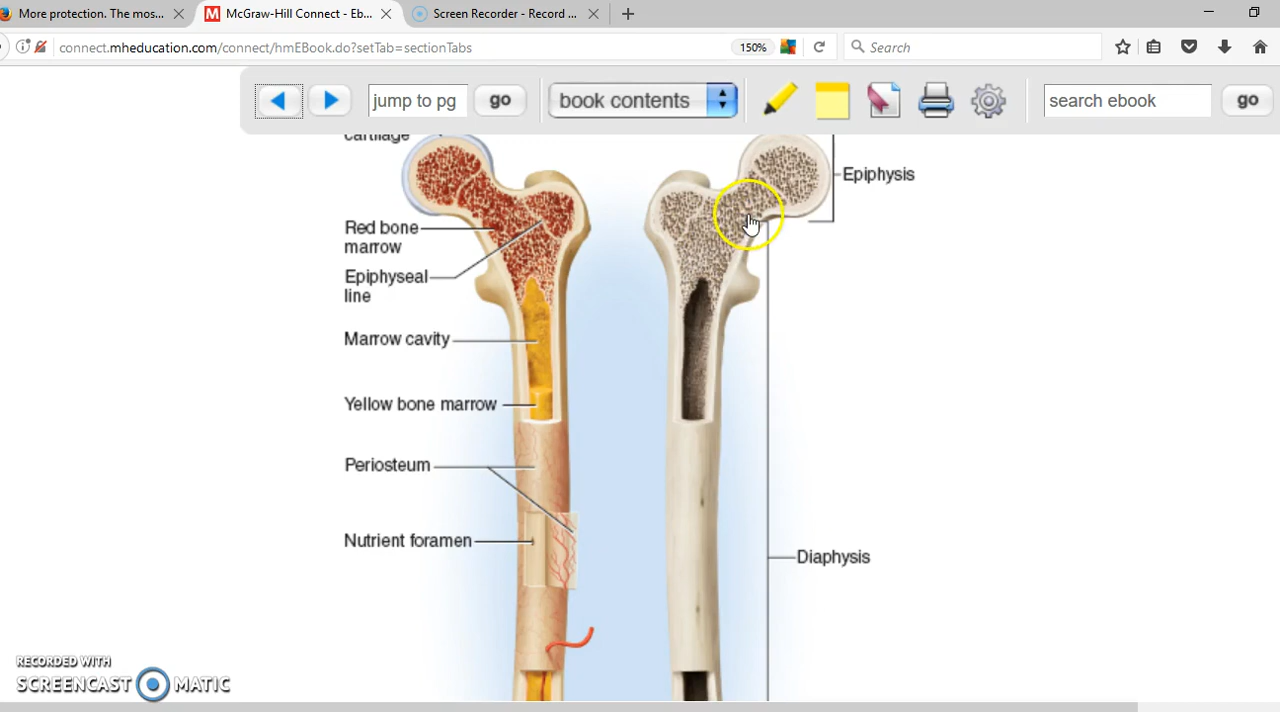 More protection. The mos...
McGraw-Hill Connect - Eb...
Screen Recorder - Record ...
connect.mheducation.com/connect/hmEBook.do?setTab=sectionTabs
150%
Search
jump to pg
go
book contents
search ebook
go
cartilage
Epiphysis
Red bone
marrow
Epiphyseal
line
Marrow cavity
Yellow bone marrow
Periosteum
Nutrient foramen
Diaphysis
RECORDED WITH
SCREENCAST MATIC